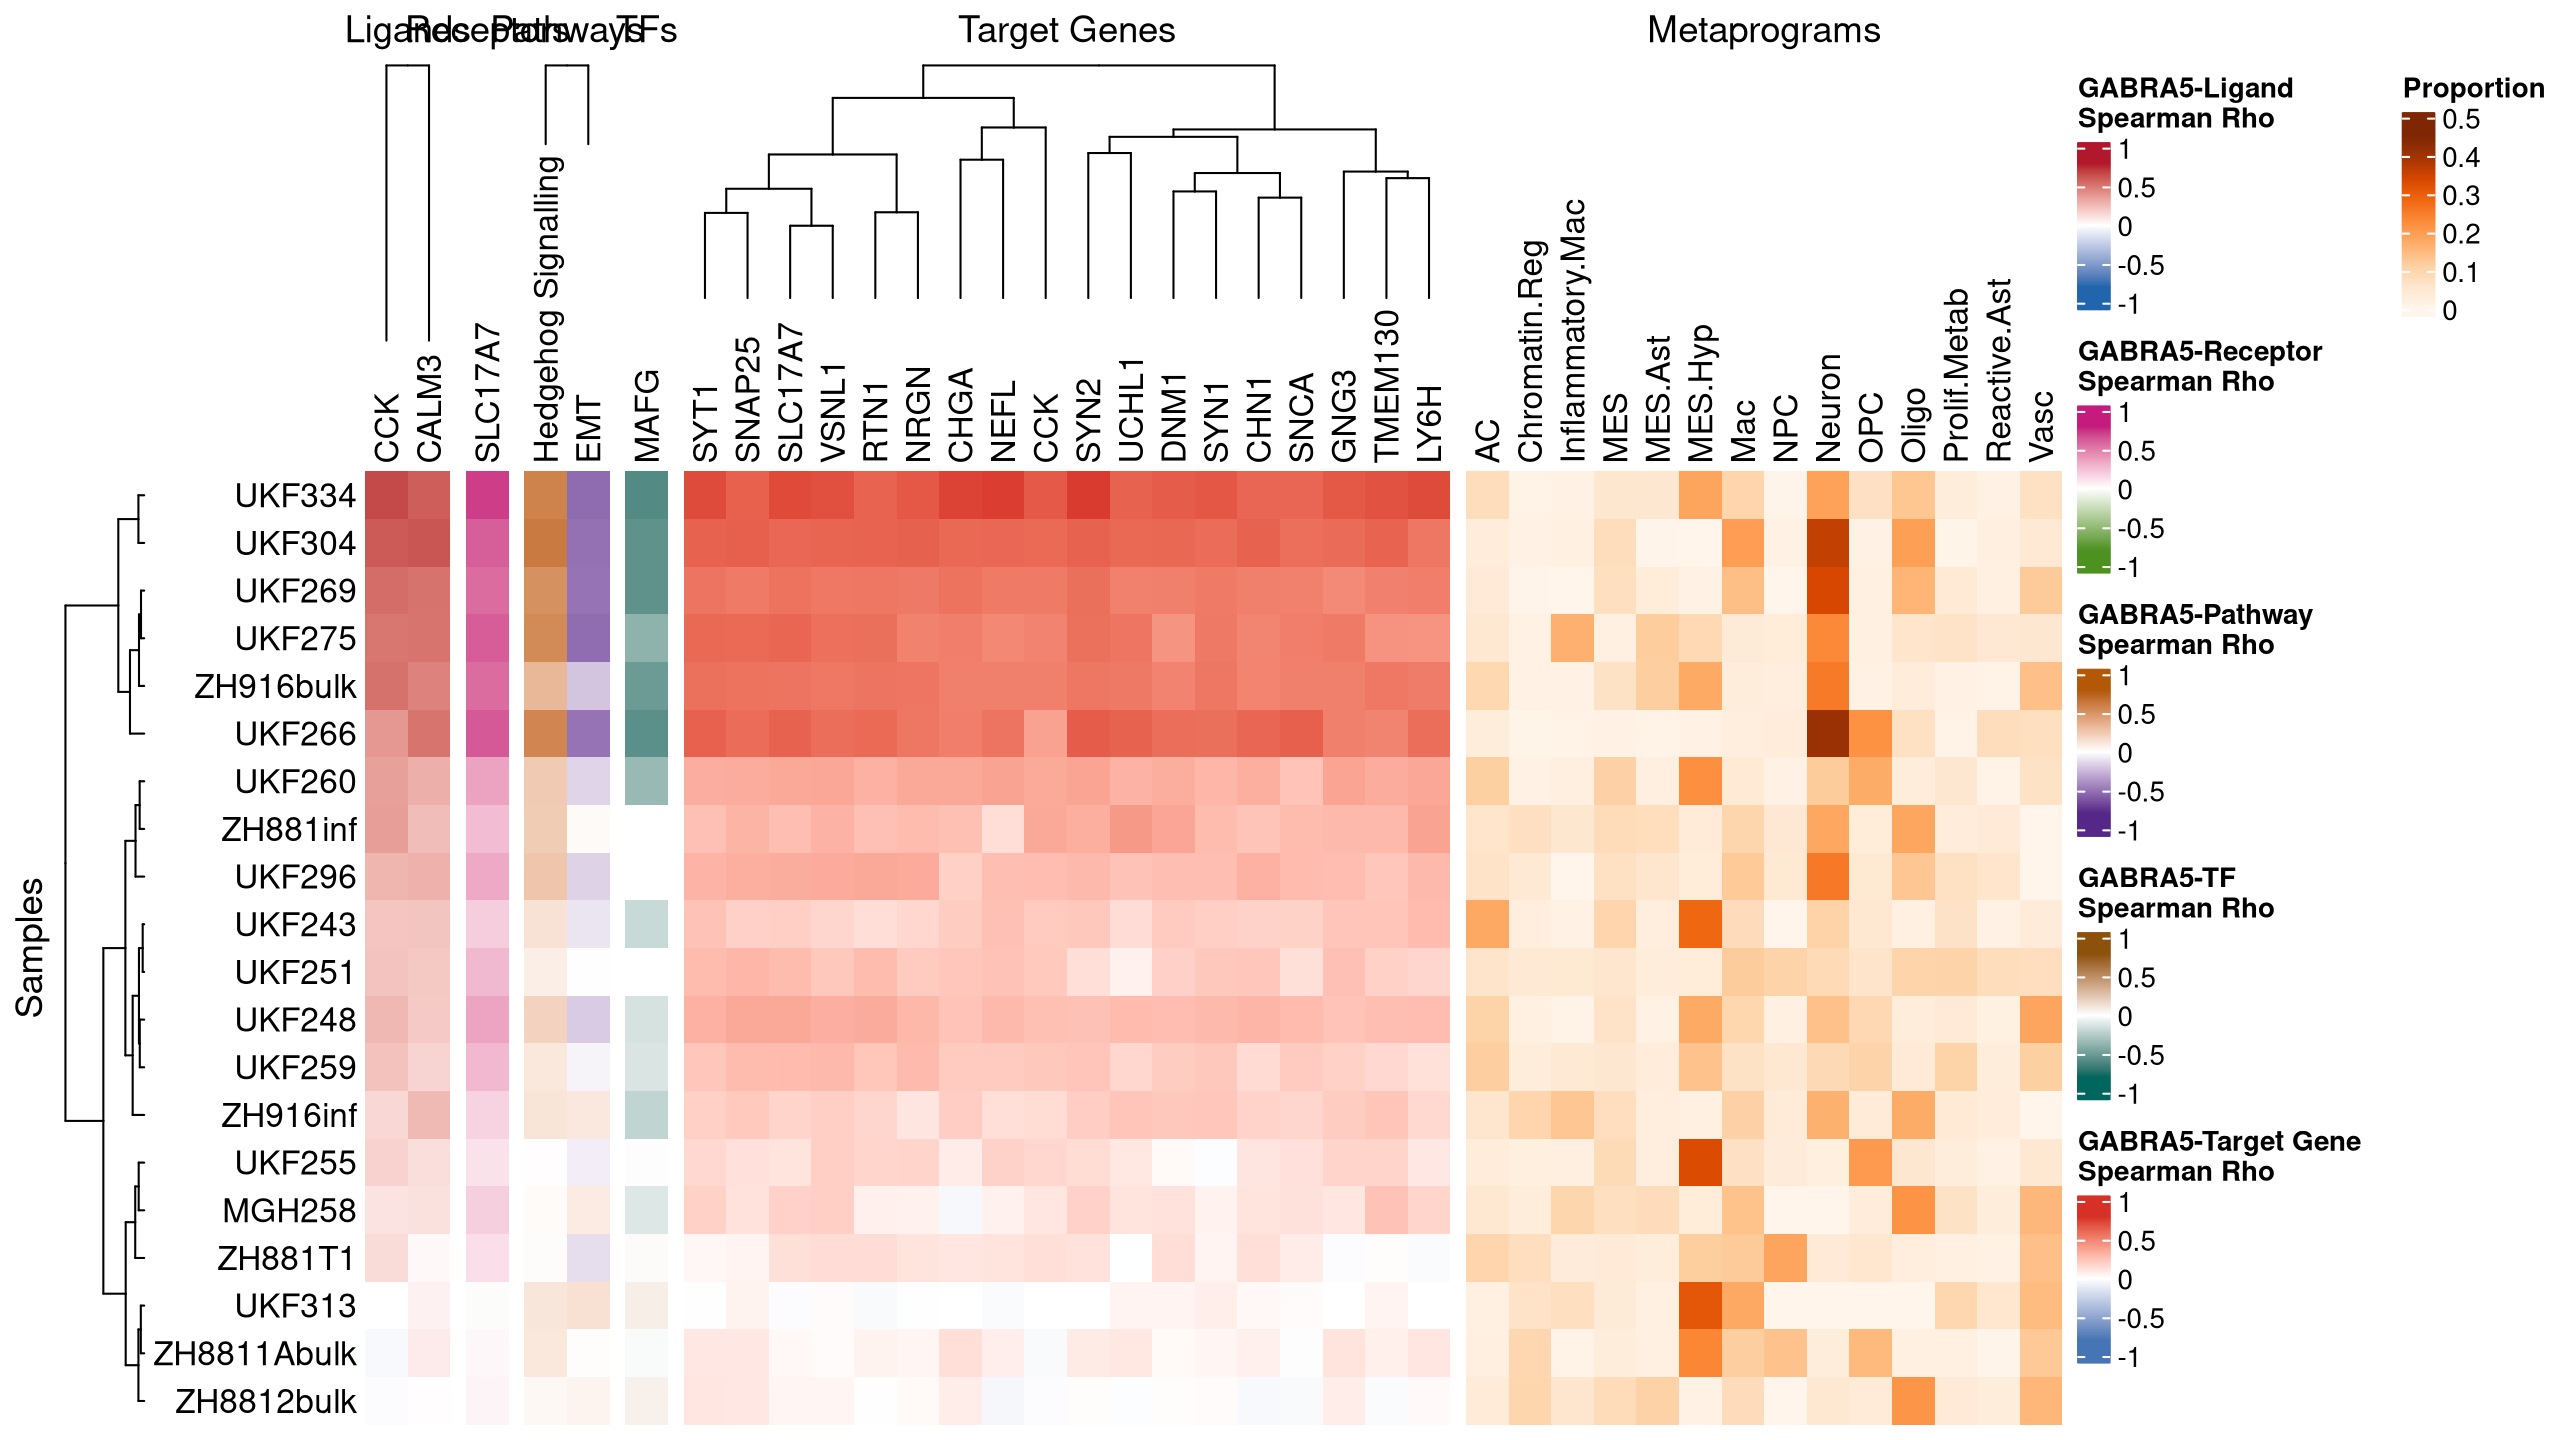 Ligands Receptors Pathways TFs Target Genes Metaprograms
CCK
CALM3
SLC17A7
Hedgehog Signalling
EMT
MAFG
SYT1
SNAP25
SLC17A7
VSNL1
RTN1
NRGN
CHGA
NEFL
CCK
SYN2
UCHL1
DNM1
SYN1
CHN1
SNCA
GNG3
TMEM130
LY6H
AC
Chromatin.Reg
Inflammatory.Mac
MES
MES.Ast
MES.Hyp
Mac
NPC
Neuron
OPC
Oligo
Prolif.Metab
Reactive.Ast
Vasc
Samples
UKF334
UKF304
UKF269
UKF275
ZH916bulk
UKF266
UKF260
ZH881inf
UKF296
UKF243
UKF251
UKF248
UKF259
ZH916inf
UKF255
MGH258
ZH881T1
UKF313
ZH8811Abulk
ZH8812bulk
GABRA5-Ligand
Spearman Rho
1
0.5
0
-0.5
-1
GABRA5-Receptor
Spearman Rho
1
0.5
0
-0.5
-1
GABRA5-Pathway
Spearman Rho
1
0.5
0
-0.5
-1
GABRA5-TF
Spearman Rho
1
0.5
0
-0.5
-1
GABRA5-Target Gene
Spearman Rho
1
0.5
0
-0.5
-1
Proportion
0.5
0.4
0.3
0.2
0.1
0